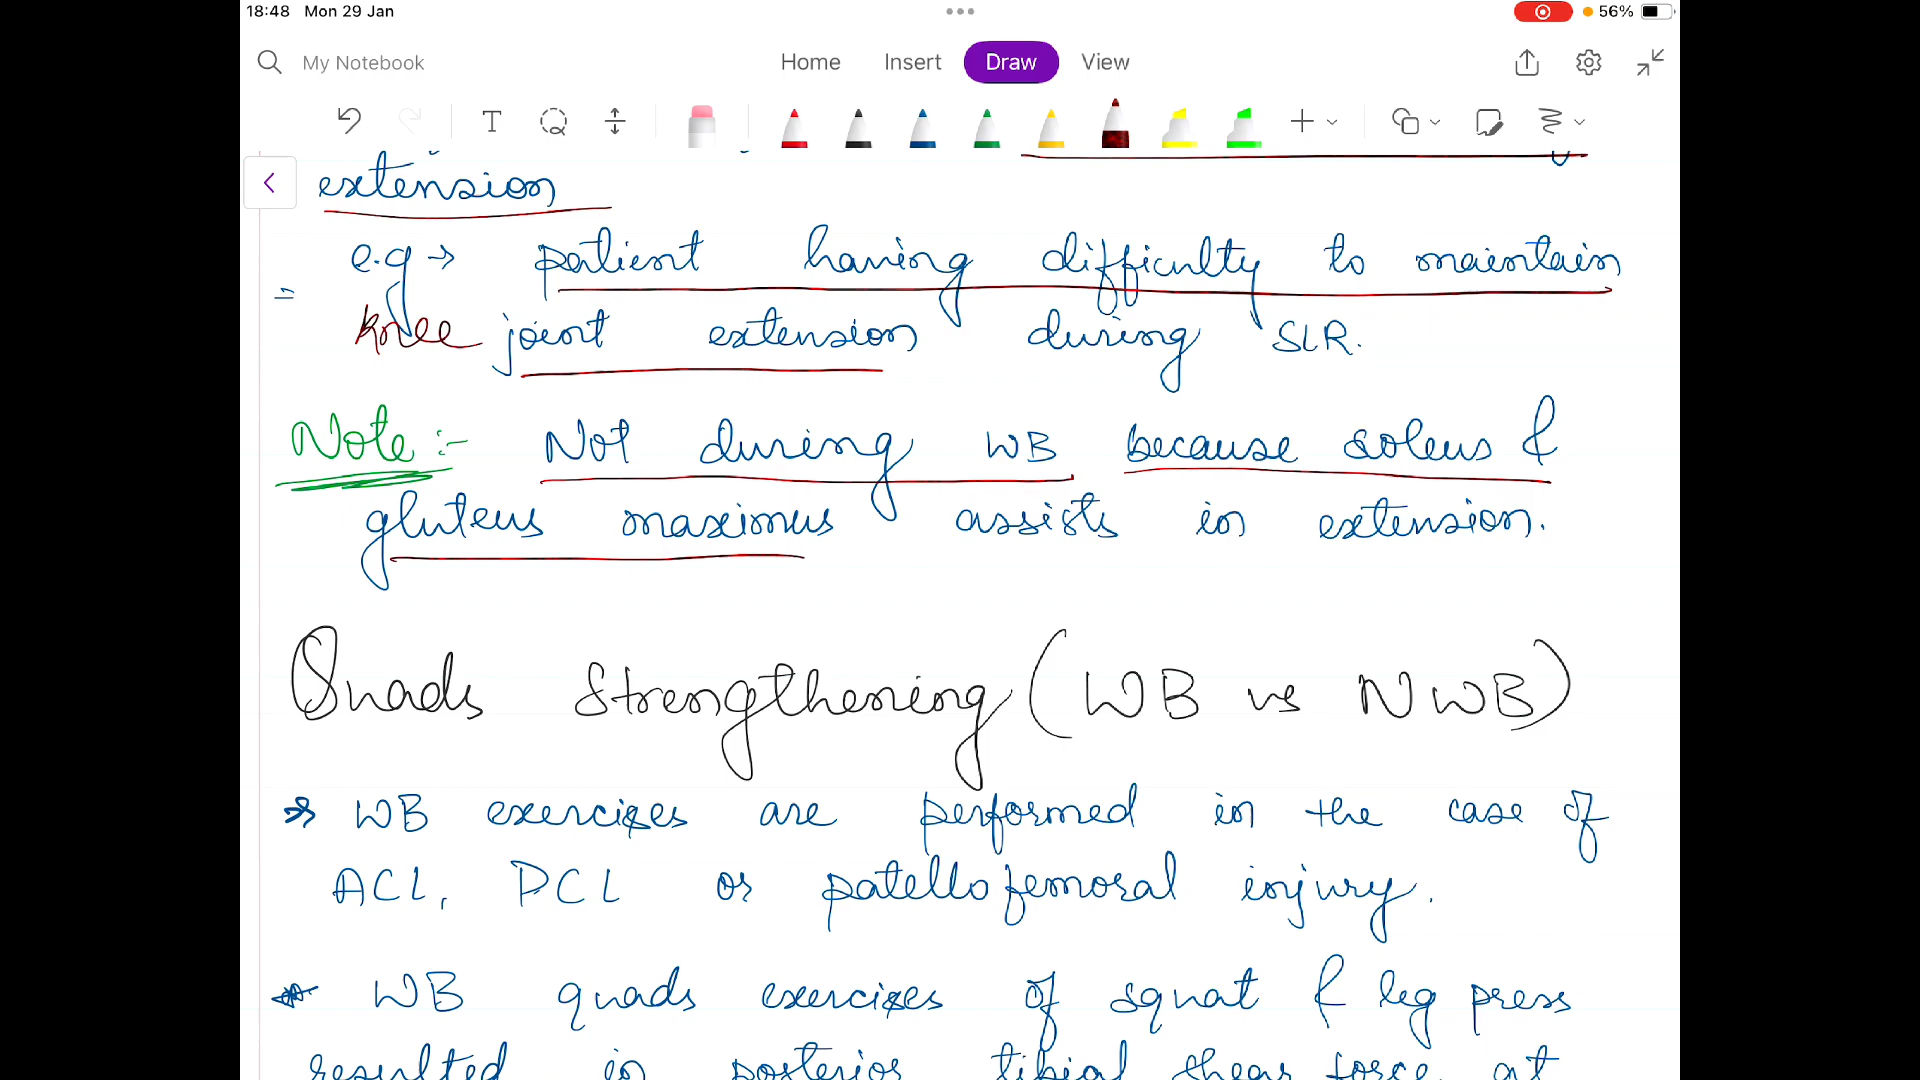 18:48 Mon 29 Jan
56%
My Notebook
Home Insert Draw View
T
extension
e.g → patient having difficulty to maintain
= knee joint extension during SLR.
Note :- Not during WB because soleus &
gluteus maximus assists in extension.
Quads Strengthening (WB vs NWB)
→ WB exercises are performed in the case of
ACL, PCL or patellofemoral injury.
* WB quads exercises of squat & leg press
resulted in posterior tibial shear force at